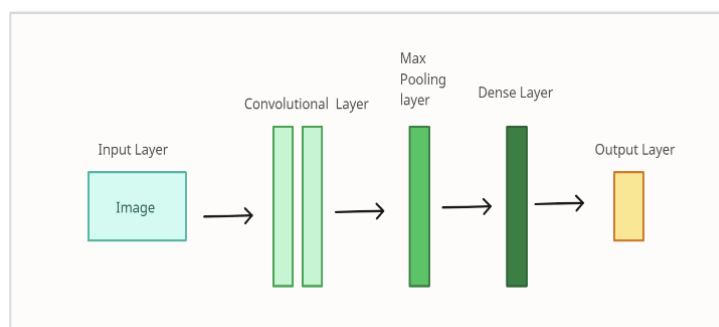 Input Layer
Image
Convolutional Layer
Max
Pooling
layer
Dense Layer
Output Layer